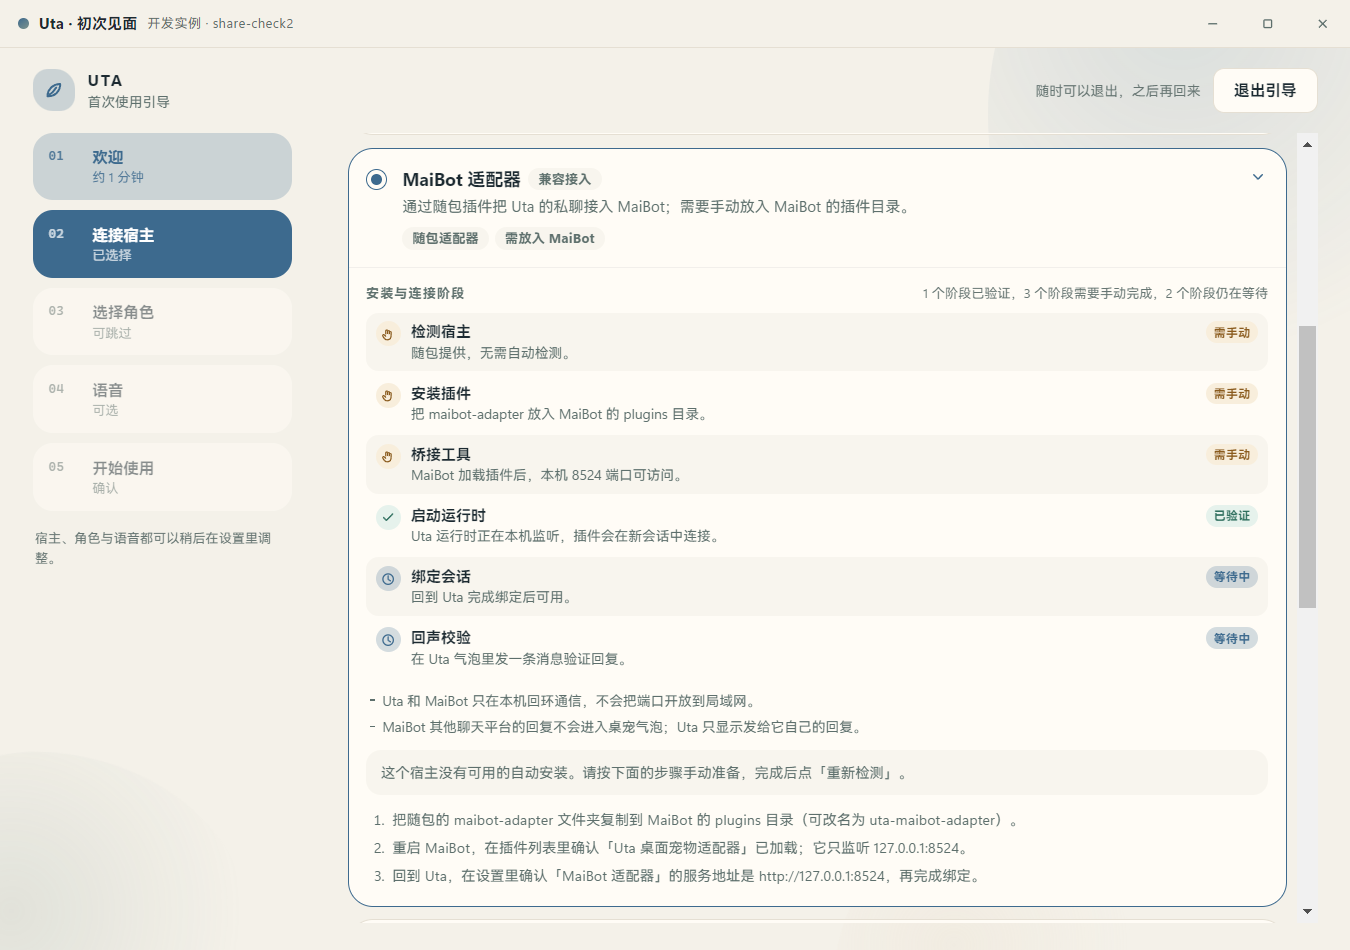 Uta · 初次见面 开发实例 · share-check2
UTA
首次使用引导
随时可以退出，之后再回来
退出引导
01 欢迎
约 1 分钟
02 连接宿主
已选择
03 选择角色
可跳过
04 语音
可选
05 开始使用
确认
宿主、角色与语音都可以稍后在设置里调
整。
MaiBot 适配器 兼容接入
通过随包插件把 Uta 的私聊接入 MaiBot；需要手动放入 MaiBot 的插件目录。
随包适配器 需放入 MaiBot
安装与连接阶段 1 个阶段已验证，3 个阶段需要手动完成，2 个阶段仍在等待
检测宿主 需手动
随包提供，无需自动检测。
安装插件 需手动
把 maibot-adapter 放入 MaiBot 的 plugins 目录。
桥接工具 需手动
MaiBot 加载插件后，本机 8524 端口可访问。
启动运行时 已验证
Uta 运行时正在本机监听，插件会在新会话中连接。
绑定会话 等待中
回到 Uta 完成绑定后可用。
回声校验 等待中
在 Uta 气泡里发一条消息验证回复。
- Uta 和 MaiBot 只在本机回环通信，不会把端口开放到局域网。
- MaiBot 其他聊天平台的回复不会进入桌宠气泡；Uta 只显示发给它自己的回复。
这个宿主没有可用的自动安装。请按下面的步骤手动准备，完成后点「重新检测」。
1. 把随包的 maibot-adapter 文件夹复制到 MaiBot 的 plugins 目录（可改名为 uta-maibot-adapter）。
2. 重启 MaiBot，在插件列表里确认「Uta 桌面宠物适配器」已加载；它只监听 127.0.0.1:8524。
3. 回到 Uta，在设置里确认「MaiBot 适配器」的服务地址是 http://127.0.0.1:8524，再完成绑定。